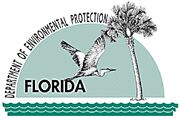 DEPARTMENT OF ENVIRONMENTAL PROTECTION
FLORIDA